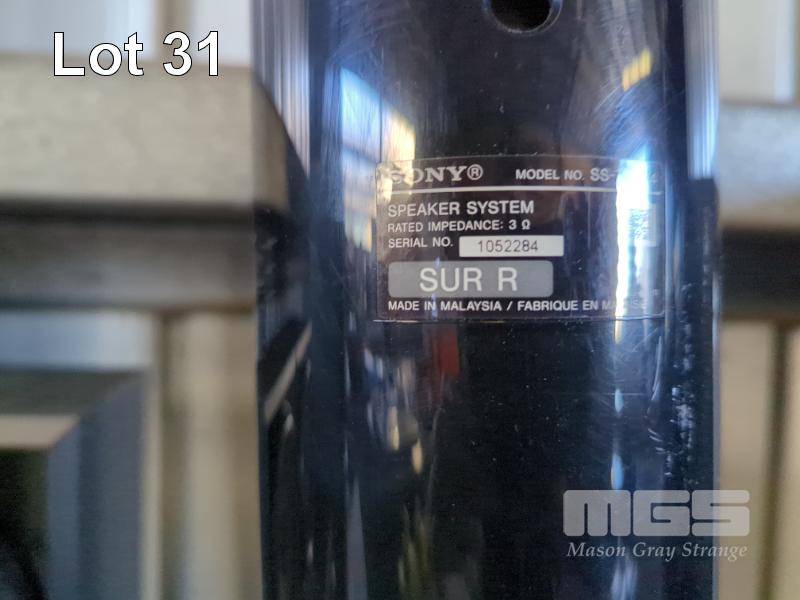 Lot 31
SONY® MODEL NO. SS-
SPEAKER SYSTEM
RATED IMPEDANCE: 3 Ω
SERIAL NO. 1052284
SUR R
MADE IN MALAYSIA / FABRIQUE EN
MGS
Mason Gray Strange